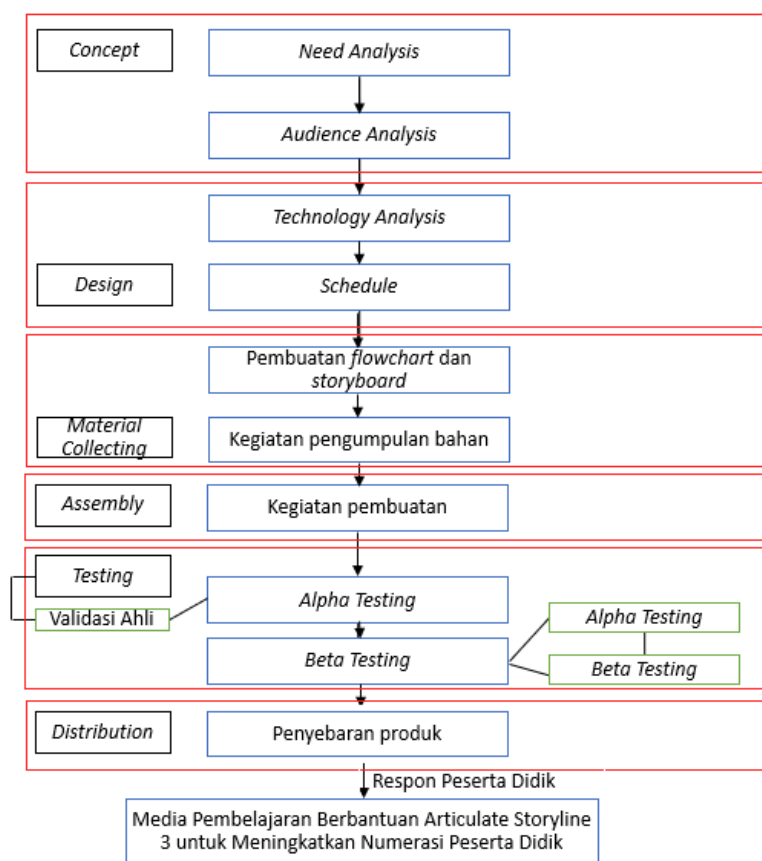 Concept
Need Analysis
Audience Analysis
Technology Analysis
Design
Schedule
Pembuatan flowchart dan
storyboard
Material
Collecting
Kegiatan pengumpulan bahan
Assembly
Kegiatan pembuatan
Testing
Validasi Ahli
Alpha Testing
Beta Testing
Alpha Testing
Beta Testing
Distribution
Penyebaran produk
Respon Peserta Didik
Media Pembelajaran Berbantuan Articulate Storyline
3 untuk Meningkatkan Numerasi Peserta Didik